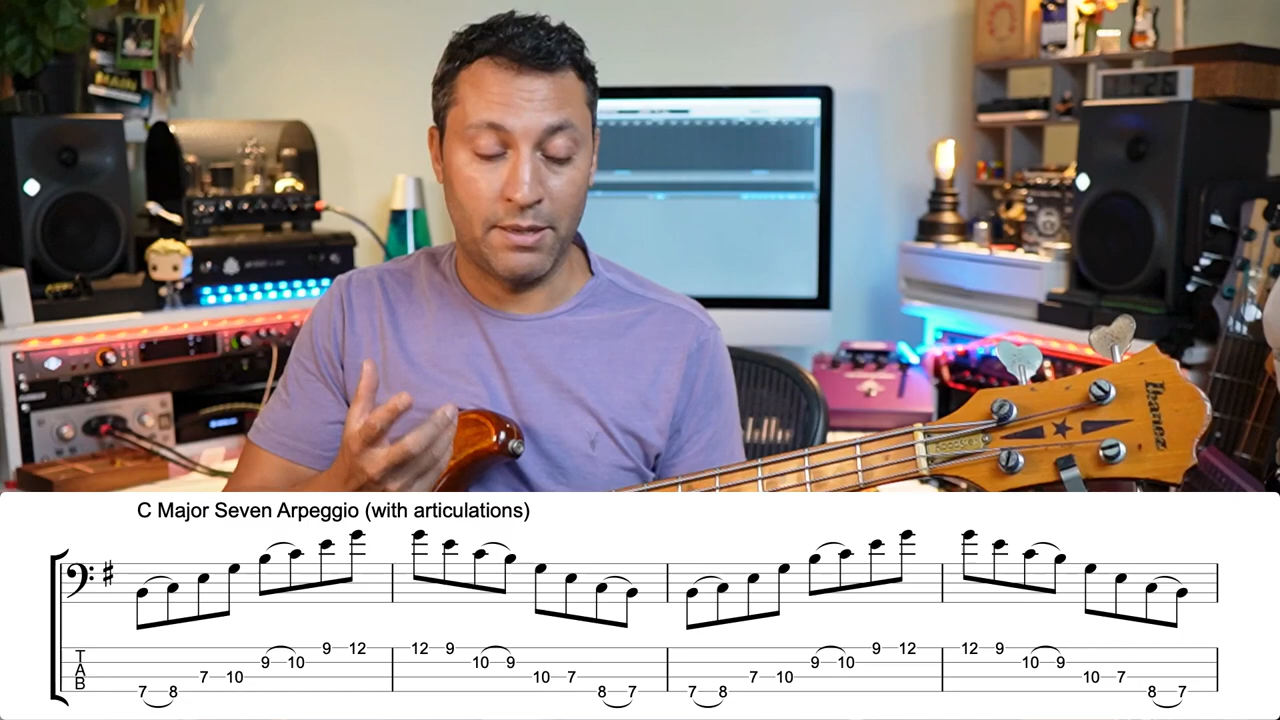 Ibanez
C Major Seven Arpeggio (with articulations)
9 12 12 9 9 12 12 9
9 10 10 9 9 10 10 9
T A B 7 10 10 7 7 10 10 7
7 8 8 7 7 8 8 7